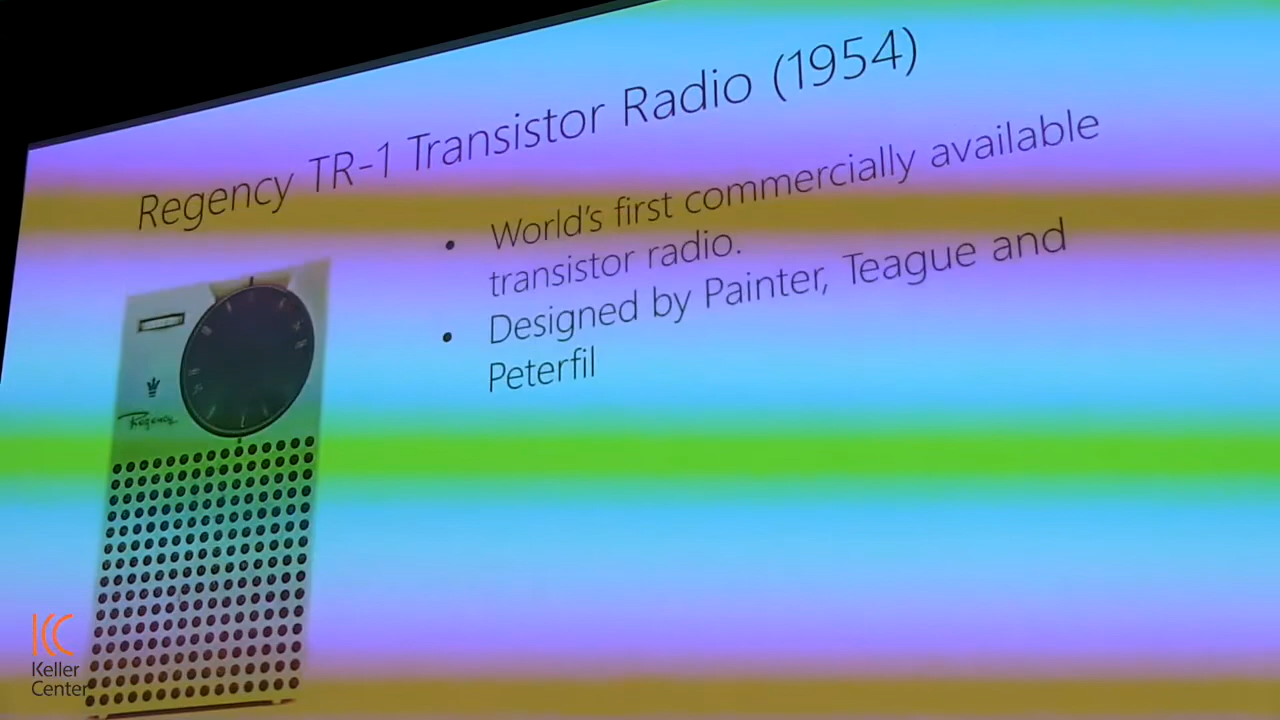 Regency TR-1 Transistor Radio (1954)
• World's first commercially available
transistor radio.
• Designed by Painter, Teague and
Peterfil
Regency
Keller
Center